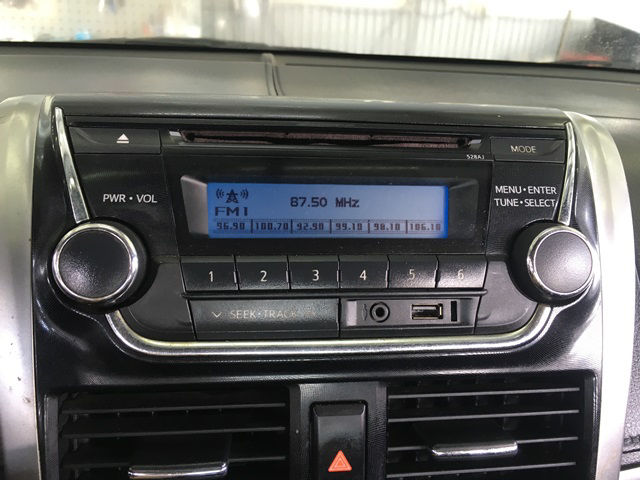 528AJ
MODE
PWR • VOL
MENU • ENTER
TUNE • SELECT
87.50 MHz
FM1
96.90 100.70 92.90 99.10 98.10 106.10
1 2 3 4 5 6
SEEK • TRACK